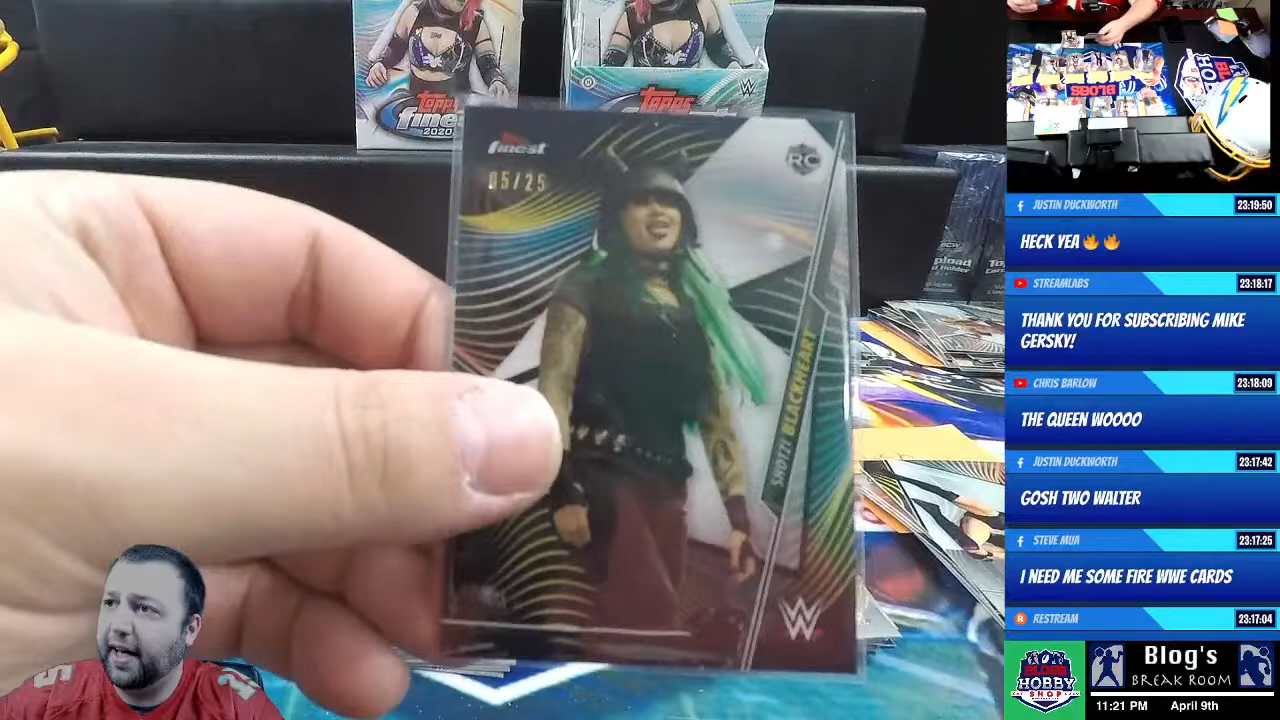 Topps
finest
2020
Topps
W
finest
05/25
RC
SHOTZI BLACKHEART
W
JUSTIN DUCKWORTH
23:19:50
HECK YEA🔥🔥
STREAMLABS
23:18:17
THANK YOU FOR SUBSCRIBING MIKE
GERSKY!
CHRIS BARLOW
23:18:09
THE QUEEN WOOOO
JUSTIN DUCKWORTH
23:17:42
GOSH TWO WALTER
STEVE MUA
23:17:25
I NEED ME SOME FIRE WWE CARDS
RESTREAM
23:17:04
BLOGS
HOBBY
SHOP
Blog's
BREAK ROOM
11:21 PM April 9th
BLOGS